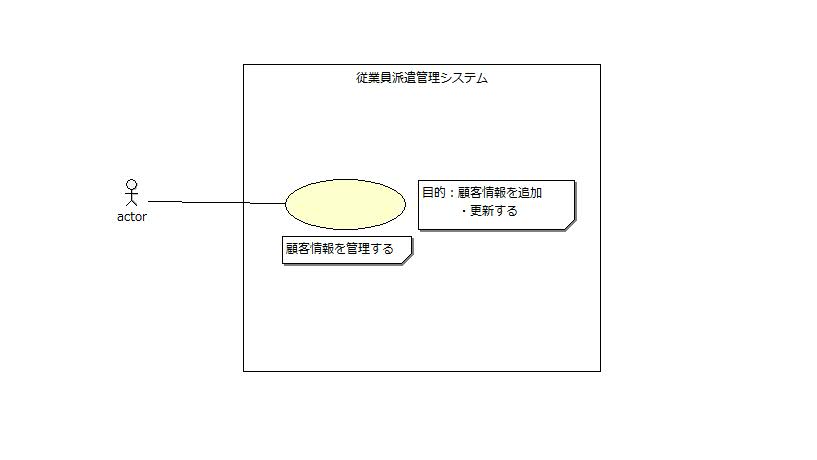 従業員派遣管理システム
actor
目的：顧客情報を追加
・更新する
顧客情報を管理する